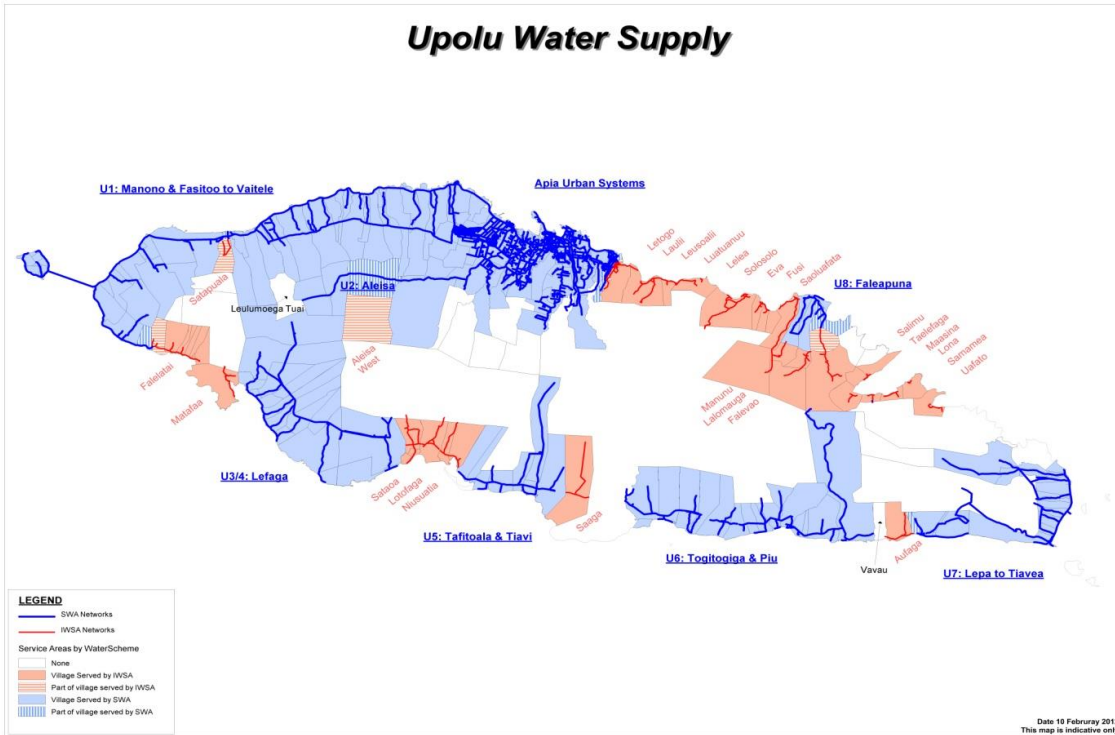 Upolu Water Supply
U1: Manono & Fasitoo to Vaitele
Apia Urban Systems
Letogo
Laulii
Leusoalii
Luatuanuu
Lelea
Solosolo
Eva
Fusi
Saoluafata
U8: Faleapuna
Satapuala
U2: Aleisa
Leulumoega Tuai
Aleisa
West
Falelatai
Matafaa
Salimu
Taelefaga
Maasina
Lona
Samamea
Uafato
Manunu
Lalomauga
Falevao
U3/4: Lefaga
Sataoa
Lotofaga
Niusuatia
Saaga
U5: Tafitoala & Tiavi
U6: Togitogiga & Piu
Vavau
Aufaga
U7: Lepa to Tiavea
LEGEND
SWA Networks
IWSA Networks
Service Areas by WaterScheme
None
Village Served by IWSA
Part of village served by IWSA
Village Served by SWA
Part of village served by SWA
Date 10 Februray 201
This map is indicative onl